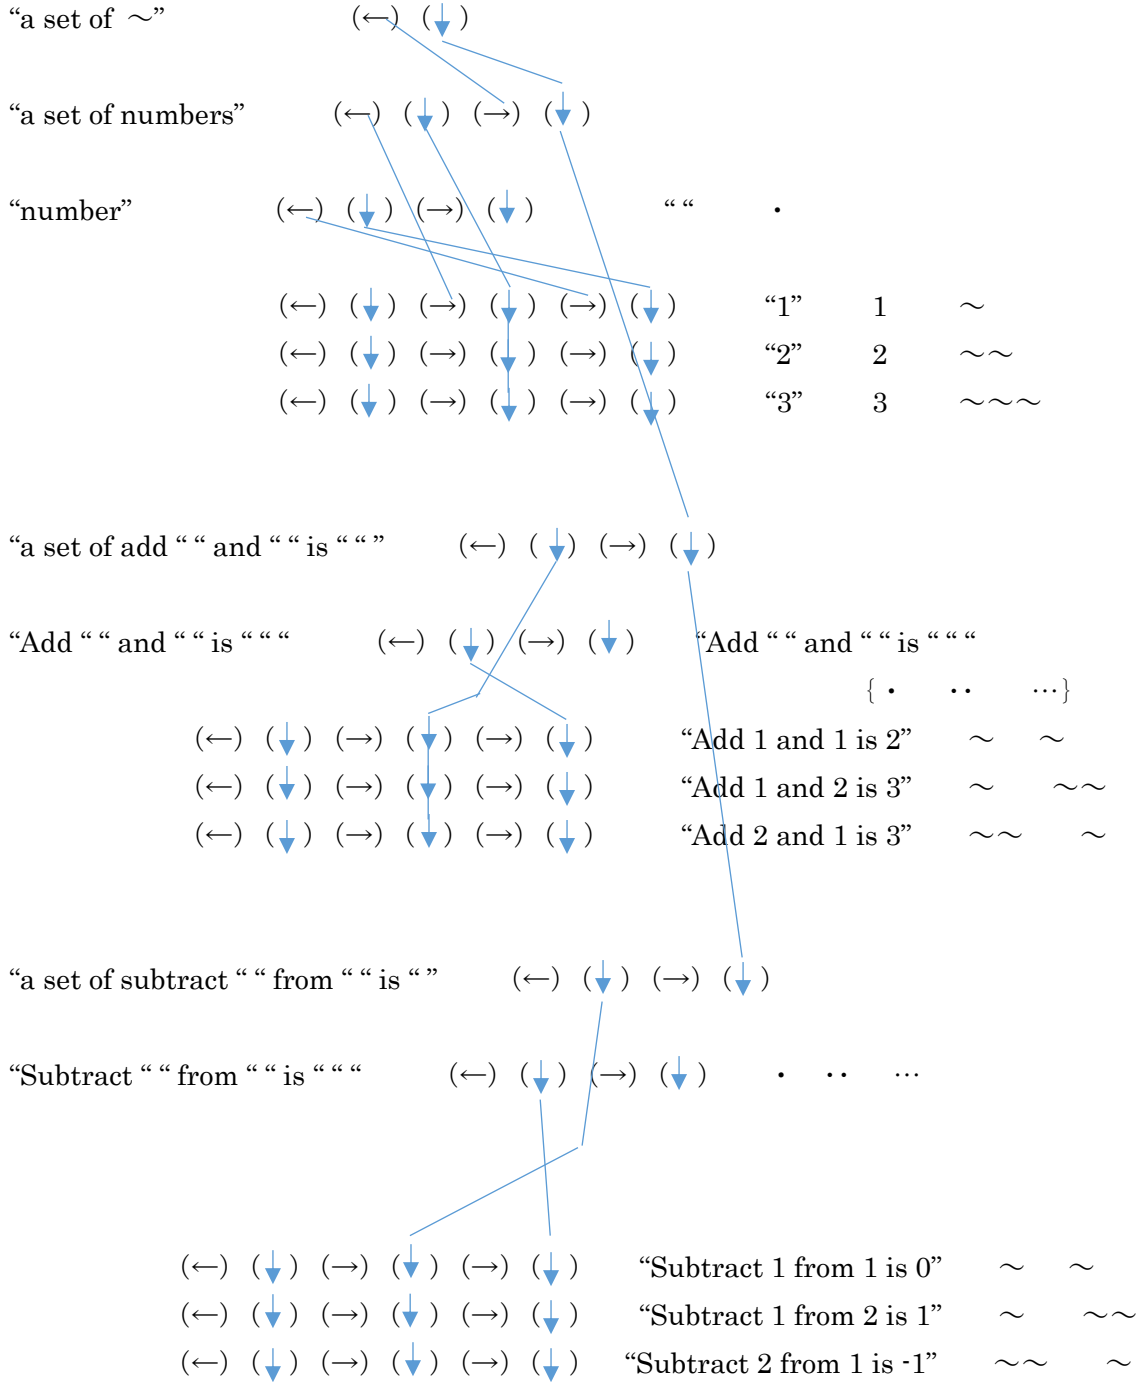 “a set of ～” (←) (↓)
“a set of numbers” (←) (↓) (→) (↓)
“number” (←) (↓) (→) (↓) “ “ ・
(←) (↓) (→) (↓) (→) (↓) “1” 1 ～
(←) (↓) (→) (↓) (→) (↓) “2” 2 ～～
(←) (↓) (→) (↓) (→) (↓) “3” 3 ～～～
“a set of add “ “ and “ “ is “ “ ” (←) (↓) (→) (↓)
“Add “ “ and “ “ is “ “ “ (←) (↓) (→) (↓) “Add “ “ and “ “ is “ “ “
{・ ‥ …}
(←) (↓) (→) (↓) (→) (↓) “Add 1 and 1 is 2” ～ ～
(←) (↓) (→) (↓) (→) (↓) “Add 1 and 2 is 3” ～ ～～
(←) (↓) (→) (↓) (→) (↓) “Add 2 and 1 is 3” ～～ ～
“a set of subtract “ “ from “ “ is “ ” (←) (↓) (→) (↓)
“Subtract “ “ from “ “ is “ “ “ (←) (↓) (→) (↓) ・ ‥ …
(←) (↓) (→) (↓) (→) (↓) “Subtract 1 from 1 is 0” ～ ～
(←) (↓) (→) (↓) (→) (↓) “Subtract 1 from 2 is 1” ～ ～～
(←) (↓) (→) (↓) (→) (↓) “Subtract 2 from 1 is -1” ～～ ～